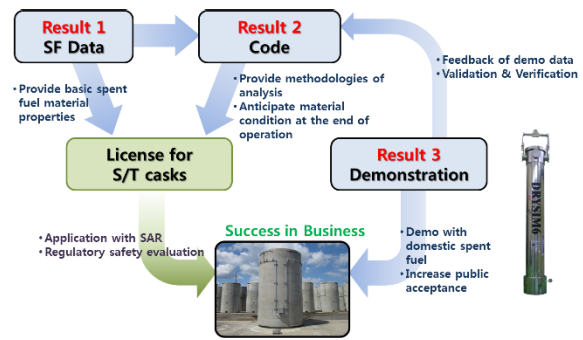 Result 1
SF Data
Result 2
Code
• Feedback of demo data
• Validation & Verification
• Provide basic spent
fuel material
properties
• Provide methodologies of
analysis
• Anticipate material
condition at the end of
operation
License for
S/T casks
Result 3
Demonstration
DRYSIM6
• Application with SAR
• Regulatory safety evaluation
Success in Business
• Demo with
domestic spent
fuel
• Increase public
acceptance